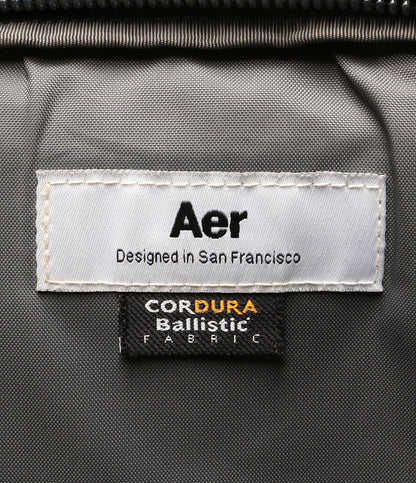 Aer
Designed in San Francisco
CORDURA
Ballistic
FABRIC